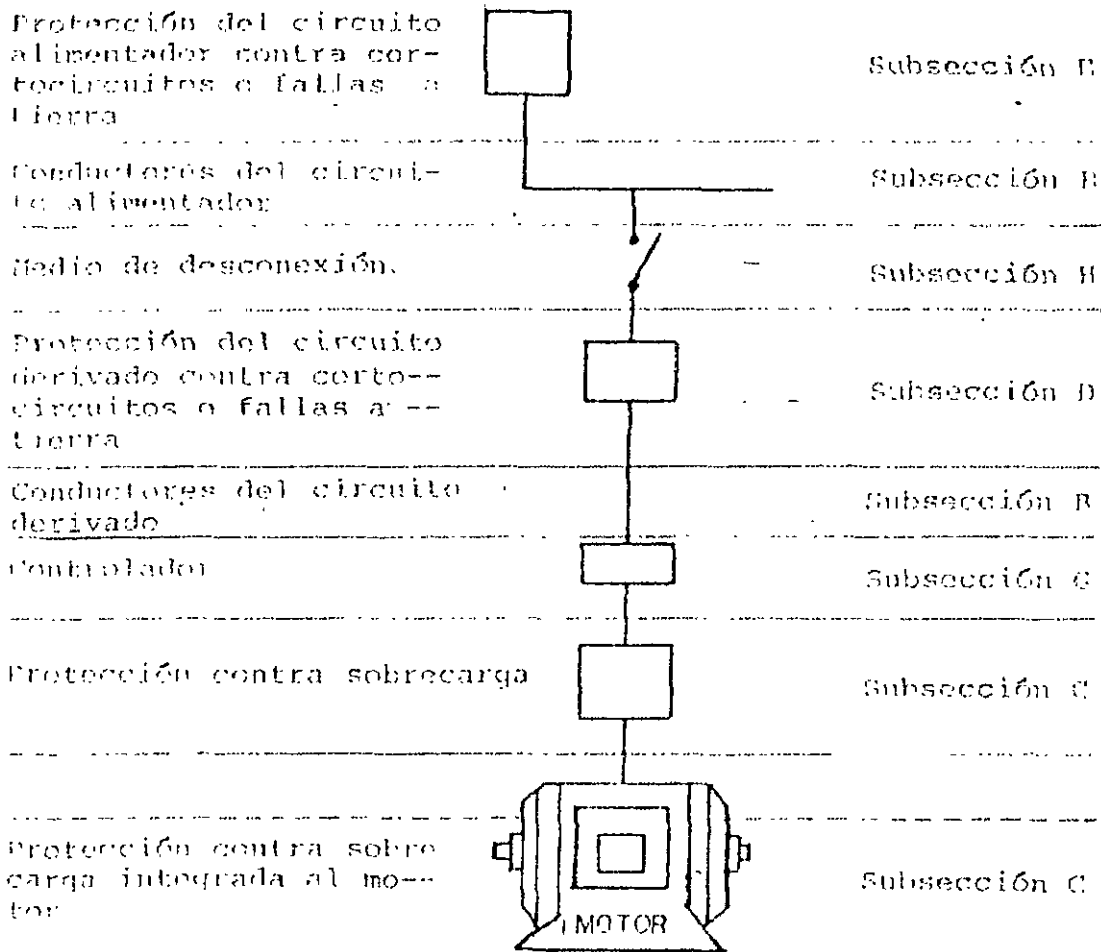 Protección del circuito
alimentador contra cor-
tocircuitos o fallas a
tierra
Subsección E
Conductores del circui-
to alimentador
Subsección B
Medio de desconexión.
Subsección H
Protección del circuito
derivado contra corto--
circuitos o fallas a --
tierra
Subsección D
Conductores del circuito
derivado
Subsección B
Controlador
Subsección G
Protección contra sobrecarga
Subsección C
Protección contra sobre
carga integrada al mo--
tor
Subsección C
MOTOR